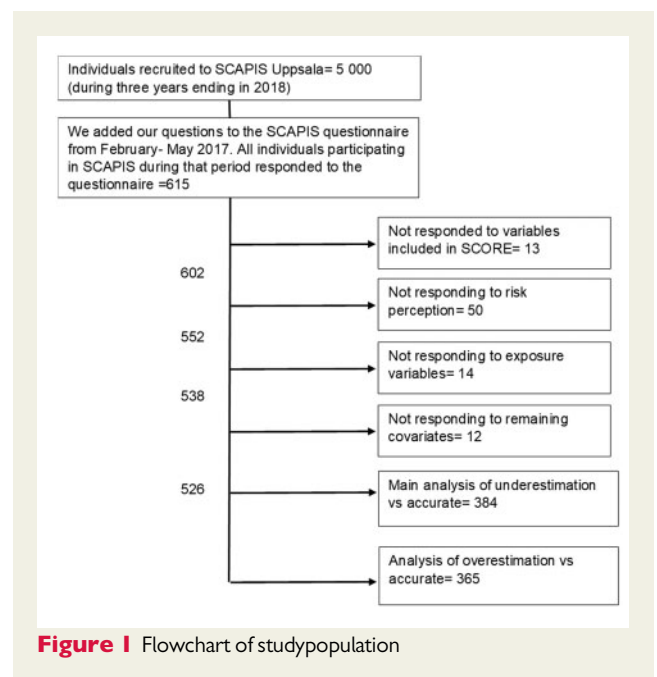 Individuals recruited to SCAPIS Uppsala= 5 000
(during three years ending in 2018)
We added our questions to the SCAPIS questionnaire
from February- May 2017. All individuals participating
in SCAPIS during that period responded to the
questionnaire =615
Not responded to variables
included in SCORE= 13
602
Not responding to risk
perception= 50
552
Not responding to exposure
variables= 14
538
Not responding to remaining
covariates= 12
526
Main analysis of underestimation
vs accurate= 384
Analysis of overestimation vs
accurate= 365
Figure 1 Flowchart of studypopulation